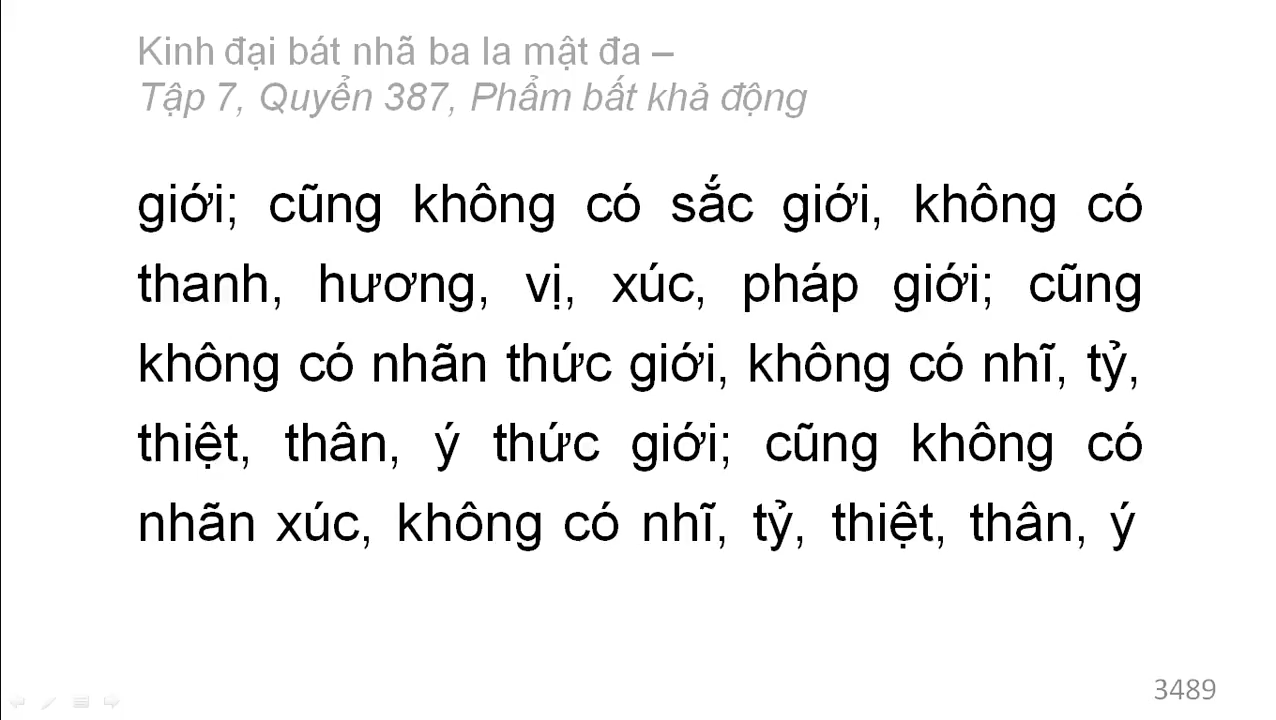 Kinh đại bát nhã ba la mật đa –
Tập 7, Quyển 387, Phẩm bất khả động
giới; cũng không có sắc giới, không có
thanh, hương, vị, xúc, pháp giới; cũng
không có nhãn thức giới, không có nhĩ, tỷ,
thiệt, thân, ý thức giới; cũng không có
nhãn xúc, không có nhĩ, tỷ, thiệt, thân, ý
3489